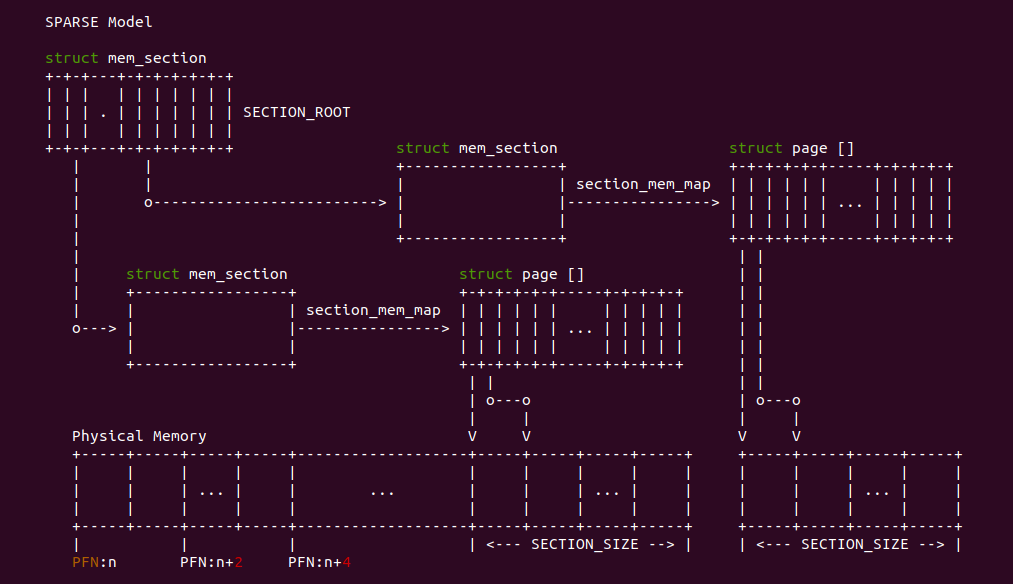 SPARSE Model
struct mem_section
+-+-+---+-+-+-+-+-+-+
| | |   | | | | | | |
| | | . | | | | | | | SECTION_ROOT
| | |   | | | | | | |
+-+-+---+-+-+-+-+-+-+                  struct mem_section                   struct page []
   |       |                           +-----------------+                  +-+-+-+-+-+-----+-+-+-+-+
   |       |                           |                 | section_mem_map  | | | | | |     | | | | |
   |       o-------------------------> |                 |----------------> | | | | | | ... | | | | |
   |                                   |                 |                  | | | | | |     | | | | |
   |                                   +-----------------+                  +-+-+-+-+-+-----+-+-+-+-+
   |                                                                         | |
   |     struct mem_section                   struct page []                 | |
   |     +-----------------+                  +-+-+-+-+-+-----+-+-+-+-+      | |
   |     |                 | section_mem_map  | | | | | |     | | | | |      | |
   o---> |                 |----------------> | | | | | | ... | | | | |      | |
         |                 |                  | | | | | |     | | | | |      | |
         +-----------------+                  +-+-+-+-+-+-----+-+-+-+-+      | |
                                               | |                           | |
                                               | o---o                       | o---o
                                               |     |                       |     |
   Physical Memory                             V     V                       V     V
   +-----+-----+-----+-----+-------------------+-----+-----+-----+-----+     +-----+-----+-----+-----+
   |     |     |     |     |                   |     |     |     |     |     |     |     |     |     |
   |     |     | ... |     |        ...        |     |     | ... |     |     |     |     | ... |     |
   |     |     |     |     |                   |     |     |     |     |     |     |     |     |     |
   +-----+-----+-----+-----+-------------------+-----+-----+-----+-----+     +-----+-----+-----+-----+
   |           |           |                   | <--- SECTION_SIZE --> |     | <--- SECTION_SIZE --> |
   PFN:n       PFN:n+2     PFN:n+4